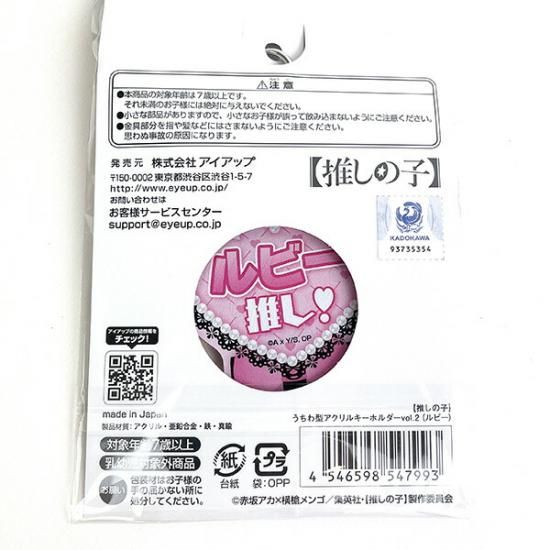 ⚠注意
●本商品の対象年齢は7歳以上です。
それ未満のお子様には絶対に与えないでください。
●小さな部品がありますので、小さなお子様が誤って飲み込まないようにご注意ください。
●金具部分を指や髪などにはさまないようにご注意ください。
思わぬ事故の原因になります。
発売元 株式会社 アイアップ
〒150-0002 東京都渋谷区渋谷1-5-7
http://www.eyeup.co.jp/
お問い合わせは
お客様サービスセンター
support@eyeup.co.jp
【推しの子】
KADOKAWA
93735354
ルビー
推し!
©A x Y/S, OP
アイアップの商品情報を
チェック!
made in Japan
製品材質:アクリル・亜鉛合金・鉄・真鍮
対象年齢7歳以上
乳幼児対象外商品
お願い
包装材はお子様の
手の届かない所に
処分してください。
【推しの子】
うちわ型アクリルキーホルダーvol.2 (ルビー)
紙
台紙
プラ
袋:OPP
4 546598 547993
©赤坂アカ×横槍メンゴ/集英社・【推しの子】製作委員会